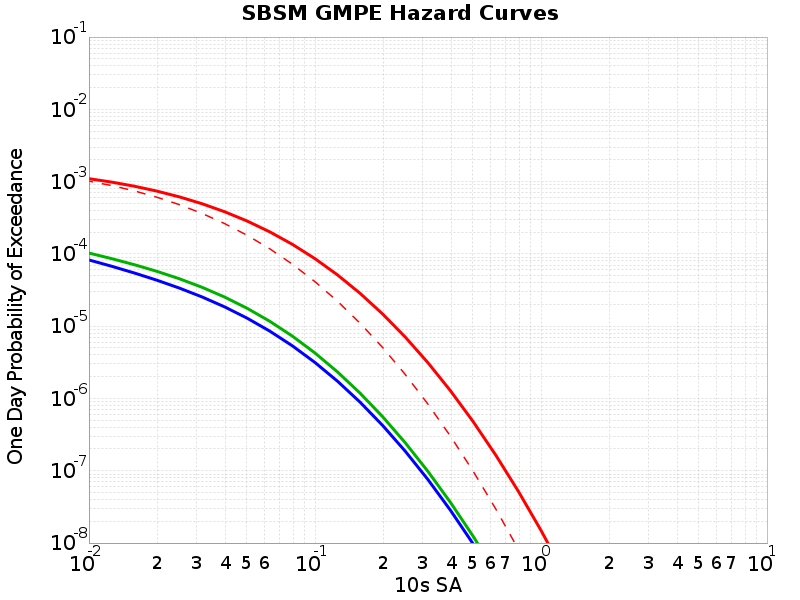 SBSM GMPE Hazard Curves
One Day Probability of Exceedance
10-1
10-2
10-3
10-4
10-5
10-6
10-7
10-8
10-2 2 3 4 5 6 10-1 2 3 4 5 6 7 100 2 3 4 5 6 7 101
10s SA